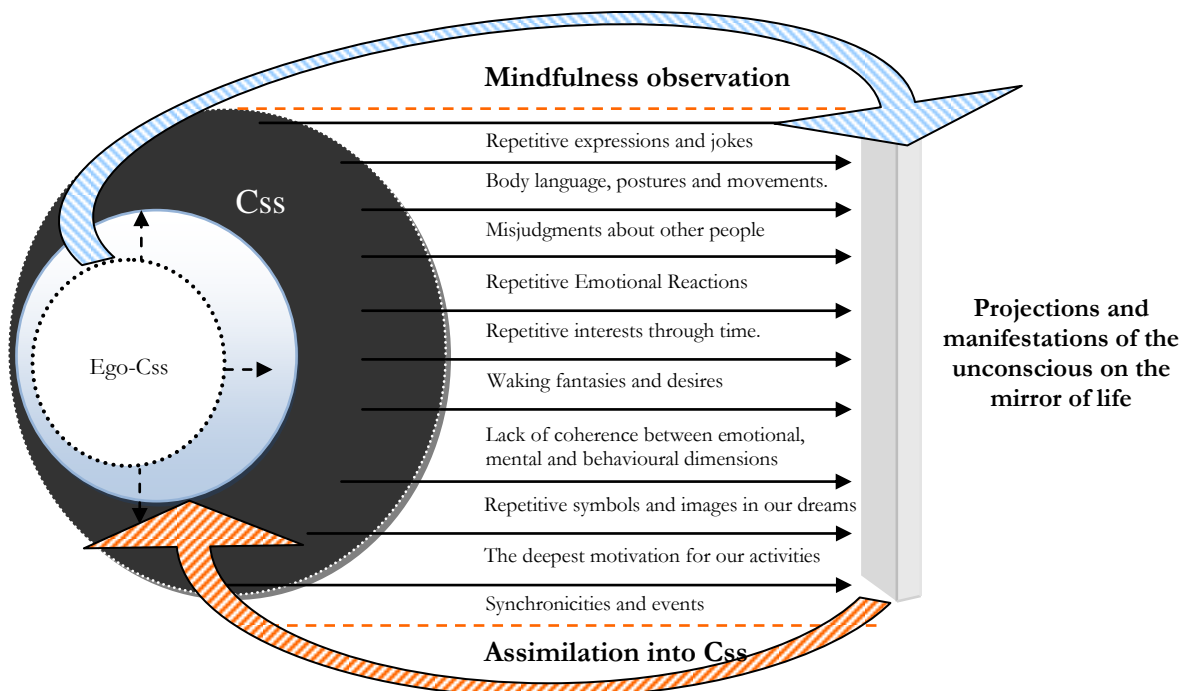 Mindfulness observation
Repetitive expressions and jokes
Body language, postures and movements.
Css
Misjudgments about other people
Repetitive Emotional Reactions
Repetitive interests through time.
Ego-Css
Waking fantasies and desires
Lack of coherence between emotional,
mental and behavioural dimensions
Repetitive symbols and images in our dreams
The deepest motivation for our activities
Synchronicities and events
Assimilation into Css
Projections and
manifestations of the
unconscious on the
mirror of life